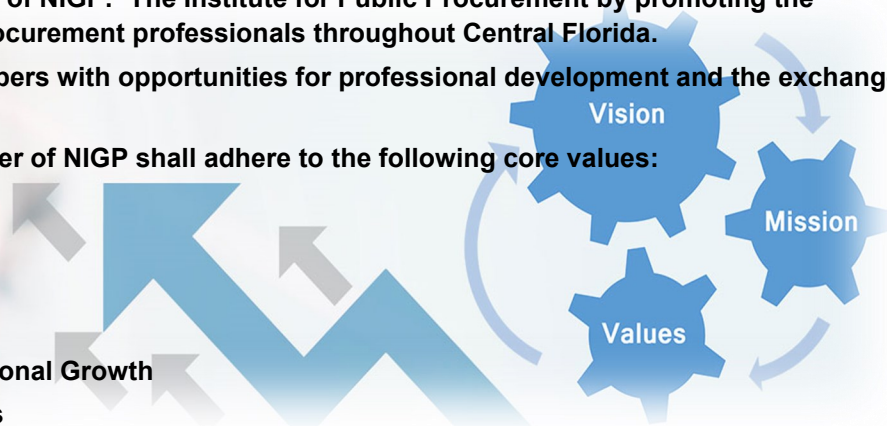 of NIGP: The Institute for Public Procurement by promoting the
ocurement professionals throughout Central Florida.
bers with opportunities for professional development and the exchang
er of NIGP shall adhere to the following core values:
Vision
Mission
Values
onal Growth
s